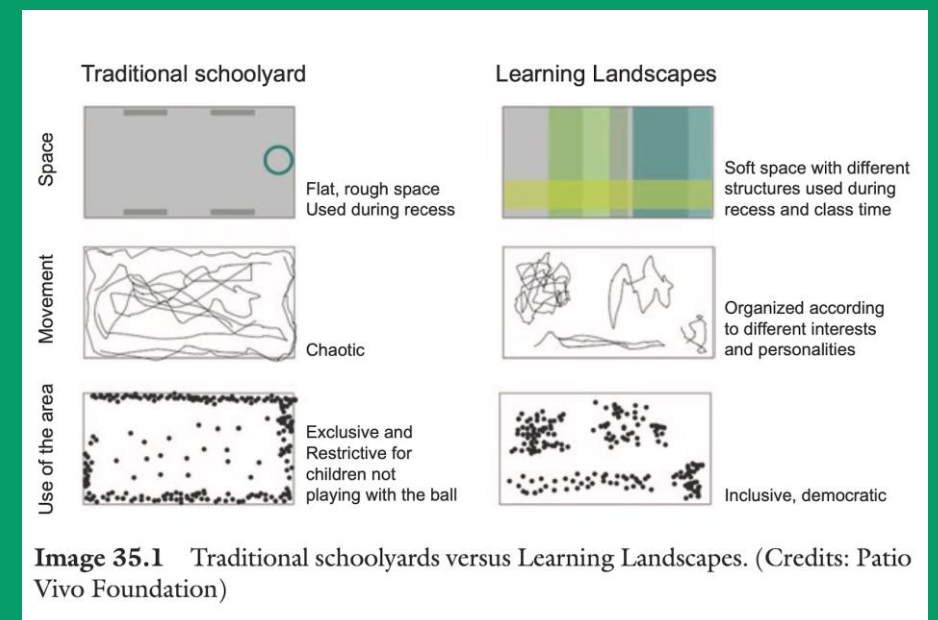 Traditional schoolyard
Learning Landscapes
Space
Flat, rough space
Used during recess
Soft space with different
structures used during
recess and class time
Movement
Chaotic
Organized according
to different interests
and personalities
Use of the area
Exclusive and
Restrictive for
children not
playing with the ball
Inclusive, democratic
Image 35.1 Traditional schoolyards versus Learning Landscapes. (Credits: Patio
Vivo Foundation)